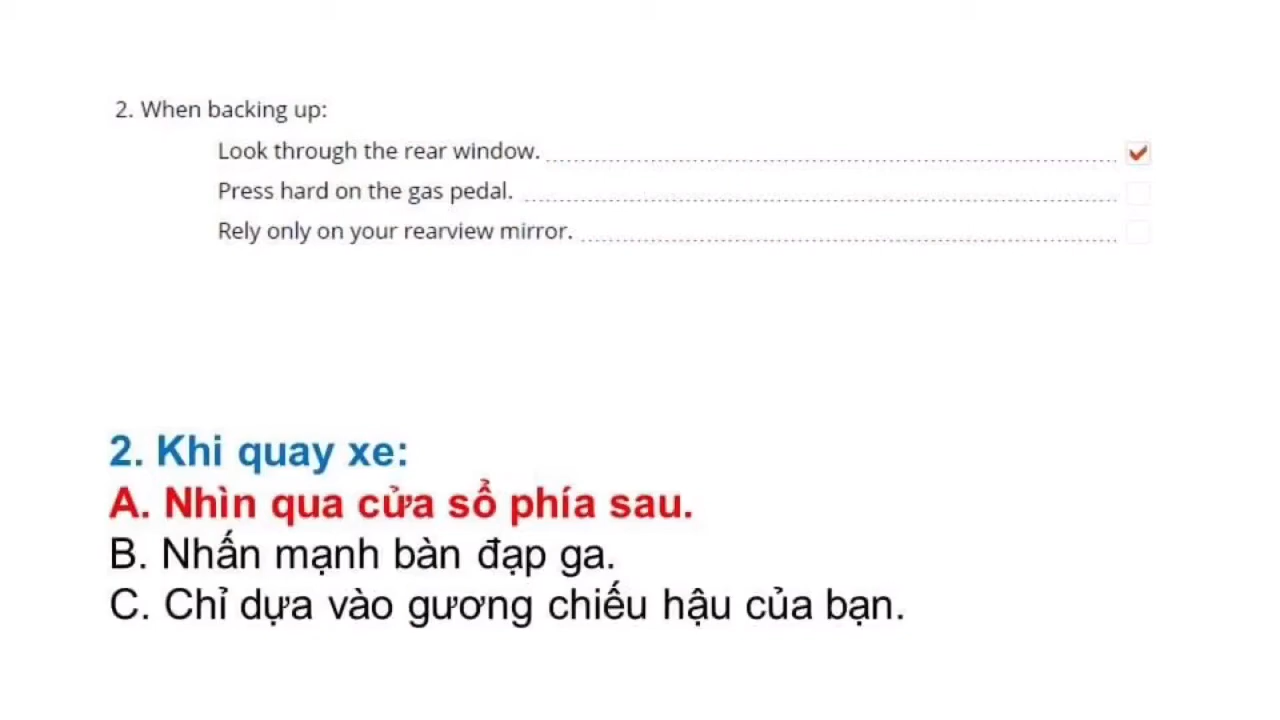 2. When backing up:
Look through the rear window.
Press hard on the gas pedal.
Rely only on your rearview mirror.
2. Khi quay xe:
A. Nhìn qua cửa sổ phía sau.
B. Nhấn mạnh bàn đạp ga.
C. Chỉ dựa vào gương chiếu hậu của bạn.